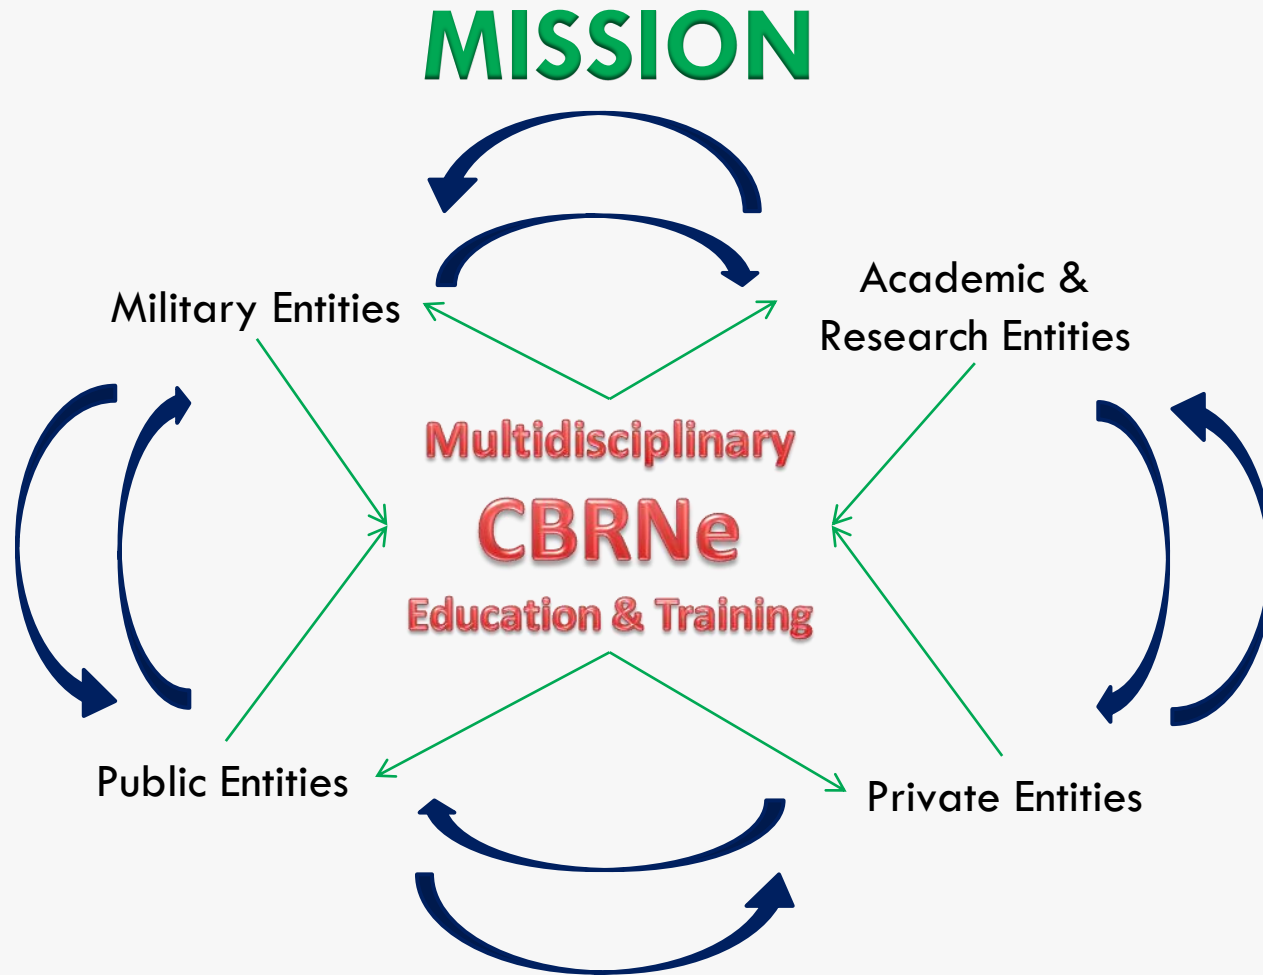 MISSION
Military Entities
Academic &
Research Entities
Multidisciplinary
CBRNe
Education & Training
Public Entities
Private Entities